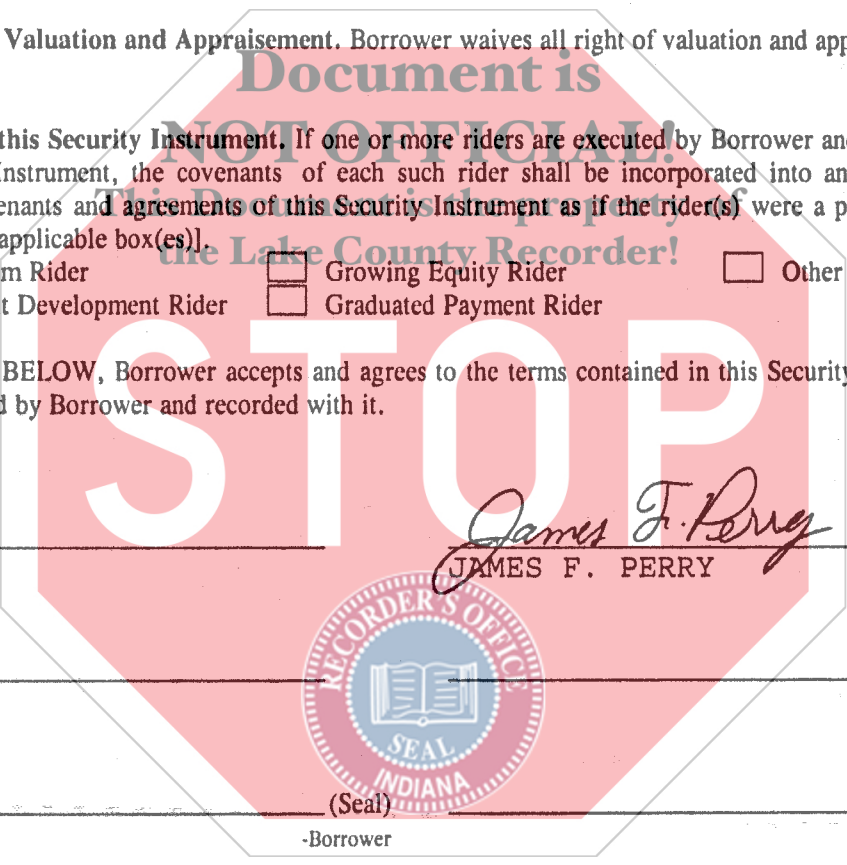 Valuation and Appraisement. Borrower waives all right of valuation and app
Document is
this Security Instrument. If one or more riders are executed by Borrower and
NOT OFFICIAL!
Instrument, the covenants of each such rider shall be incorporated into an
This Document is the property of
enants and agreements of this Security Instrument as if the rider(s) were a p
applicable box(es)].
the Lake County Recorder!
m Rider Growing Equity Rider Other
t Development Rider Graduated Payment Rider
STOP
BELOW, Borrower accepts and agrees to the terms contained in this Security
d by Borrower and recorded with it.
James F. Perry
JAMES F. PERRY
RECORDER'S OFFICE
SEAL
INDIANA
(Seal)
-Borrower